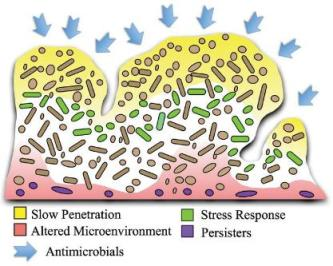 Slow Penetration
Stress Response
Altered Microenvironment
Persisters
Antimicrobials